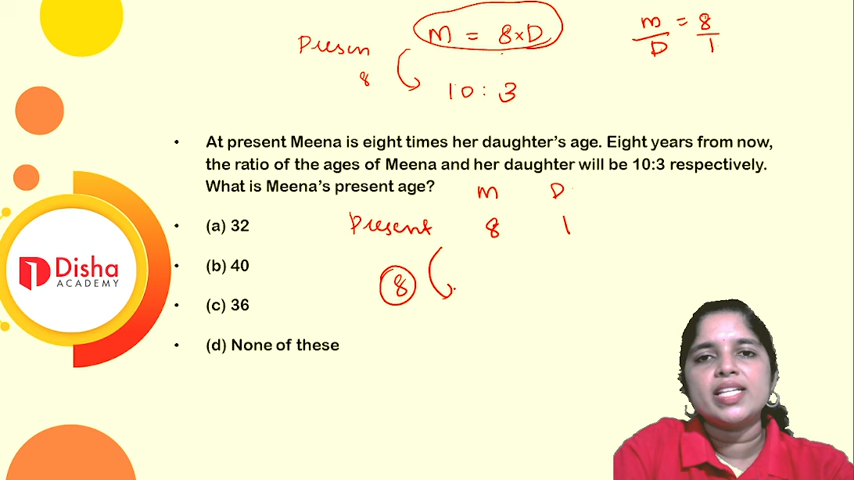 M = 8×D
m/D = 8/1
Presen
8
10 : 3
• At present Meena is eight times her daughter's age. Eight years from now,
the ratio of the ages of Meena and her daughter will be 10:3 respectively.
What is Meena's present age?
M D
• (a) 32
Present 8 1
• (b) 40
8
Disha
ACADEMY
• (c) 36
• (d) None of these